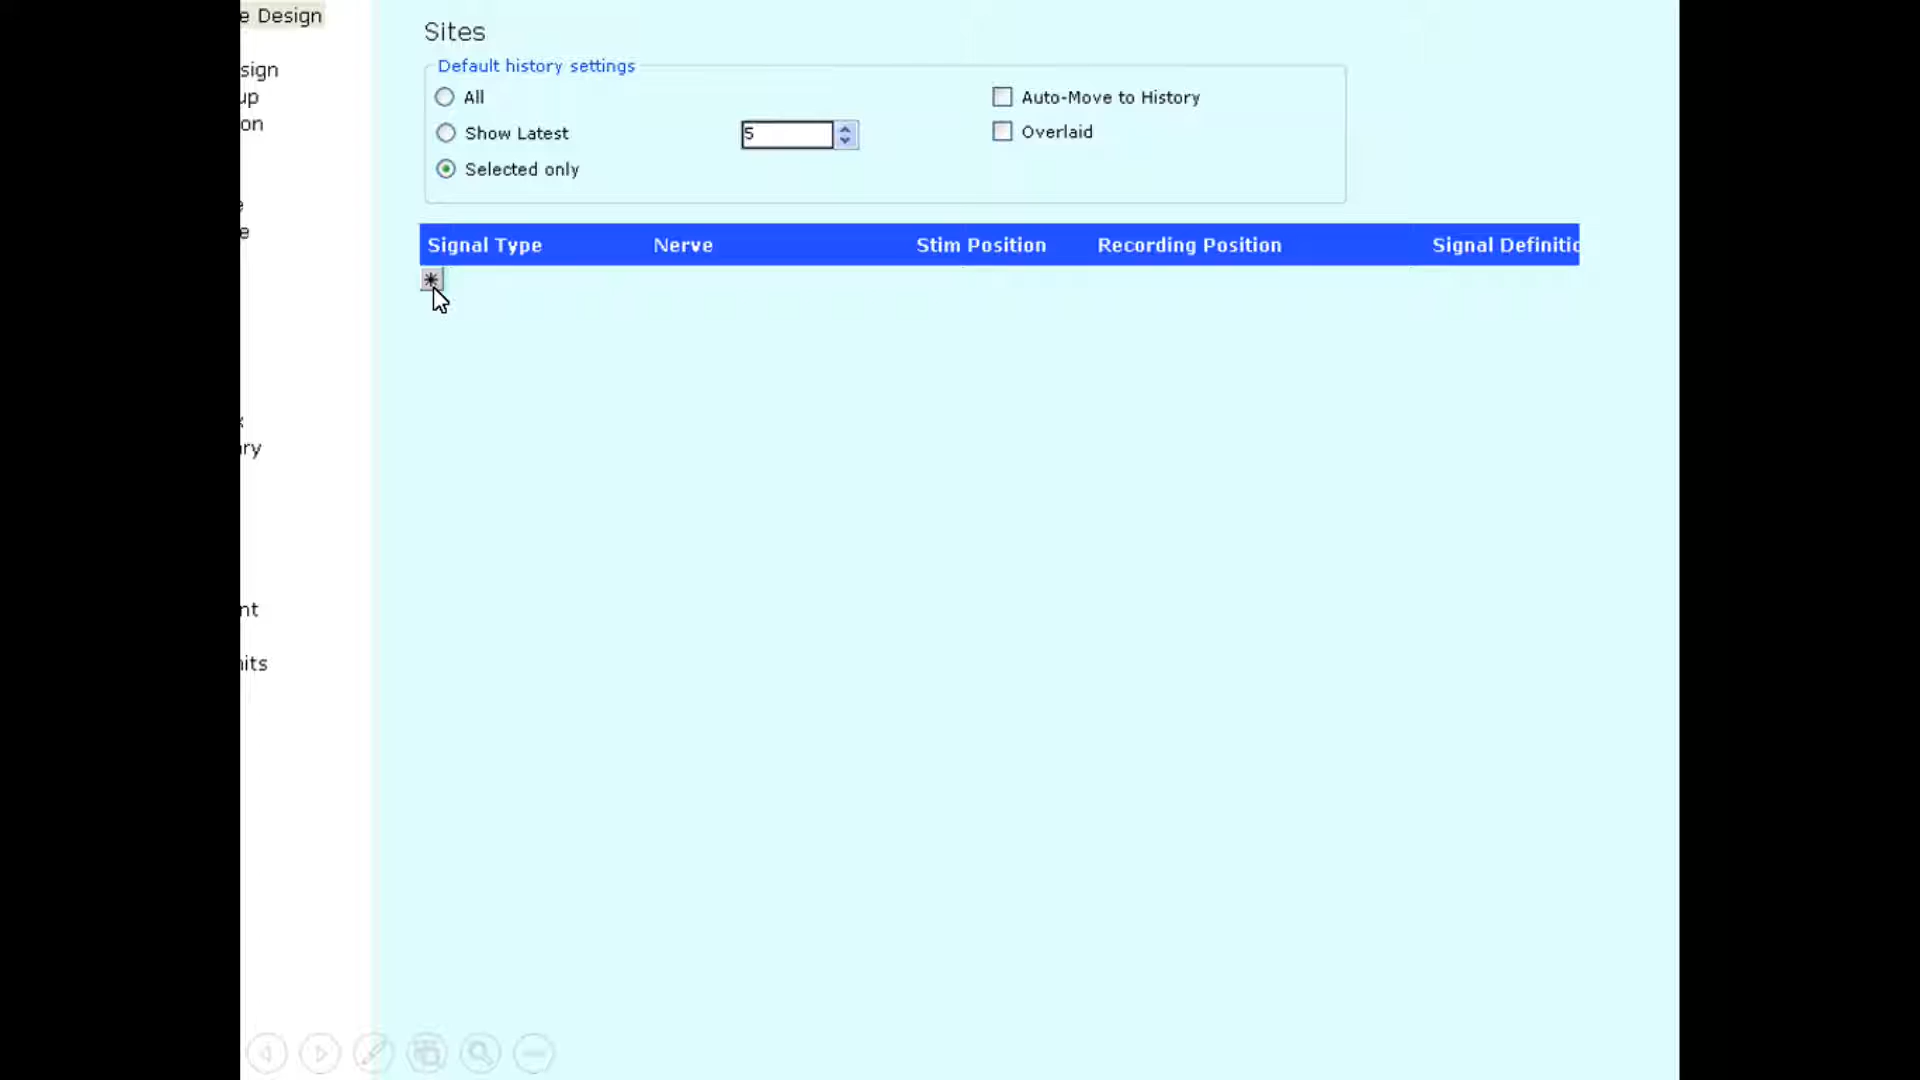 e Design
sign
up
on
e
e
ry
nt
its
Sites
Default history settings
All
Show Latest
5
Selected only
Auto-Move to History
Overlaid
Signal Type Nerve Stim Position Recording Position Signal Definitio